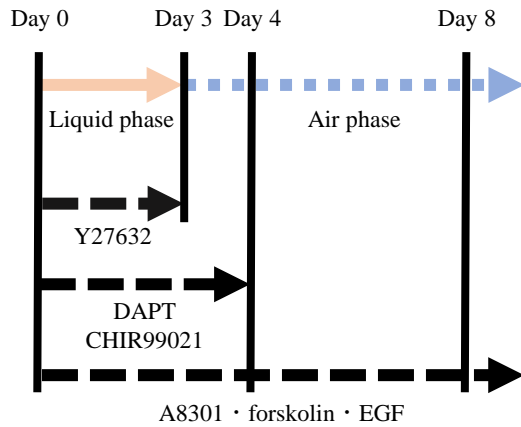 Day 0 Day 3 Day 4 Day 8
Liquid phase Air phase
Y27632
DAPT
CHIR99021
A8301・forskolin・EGF